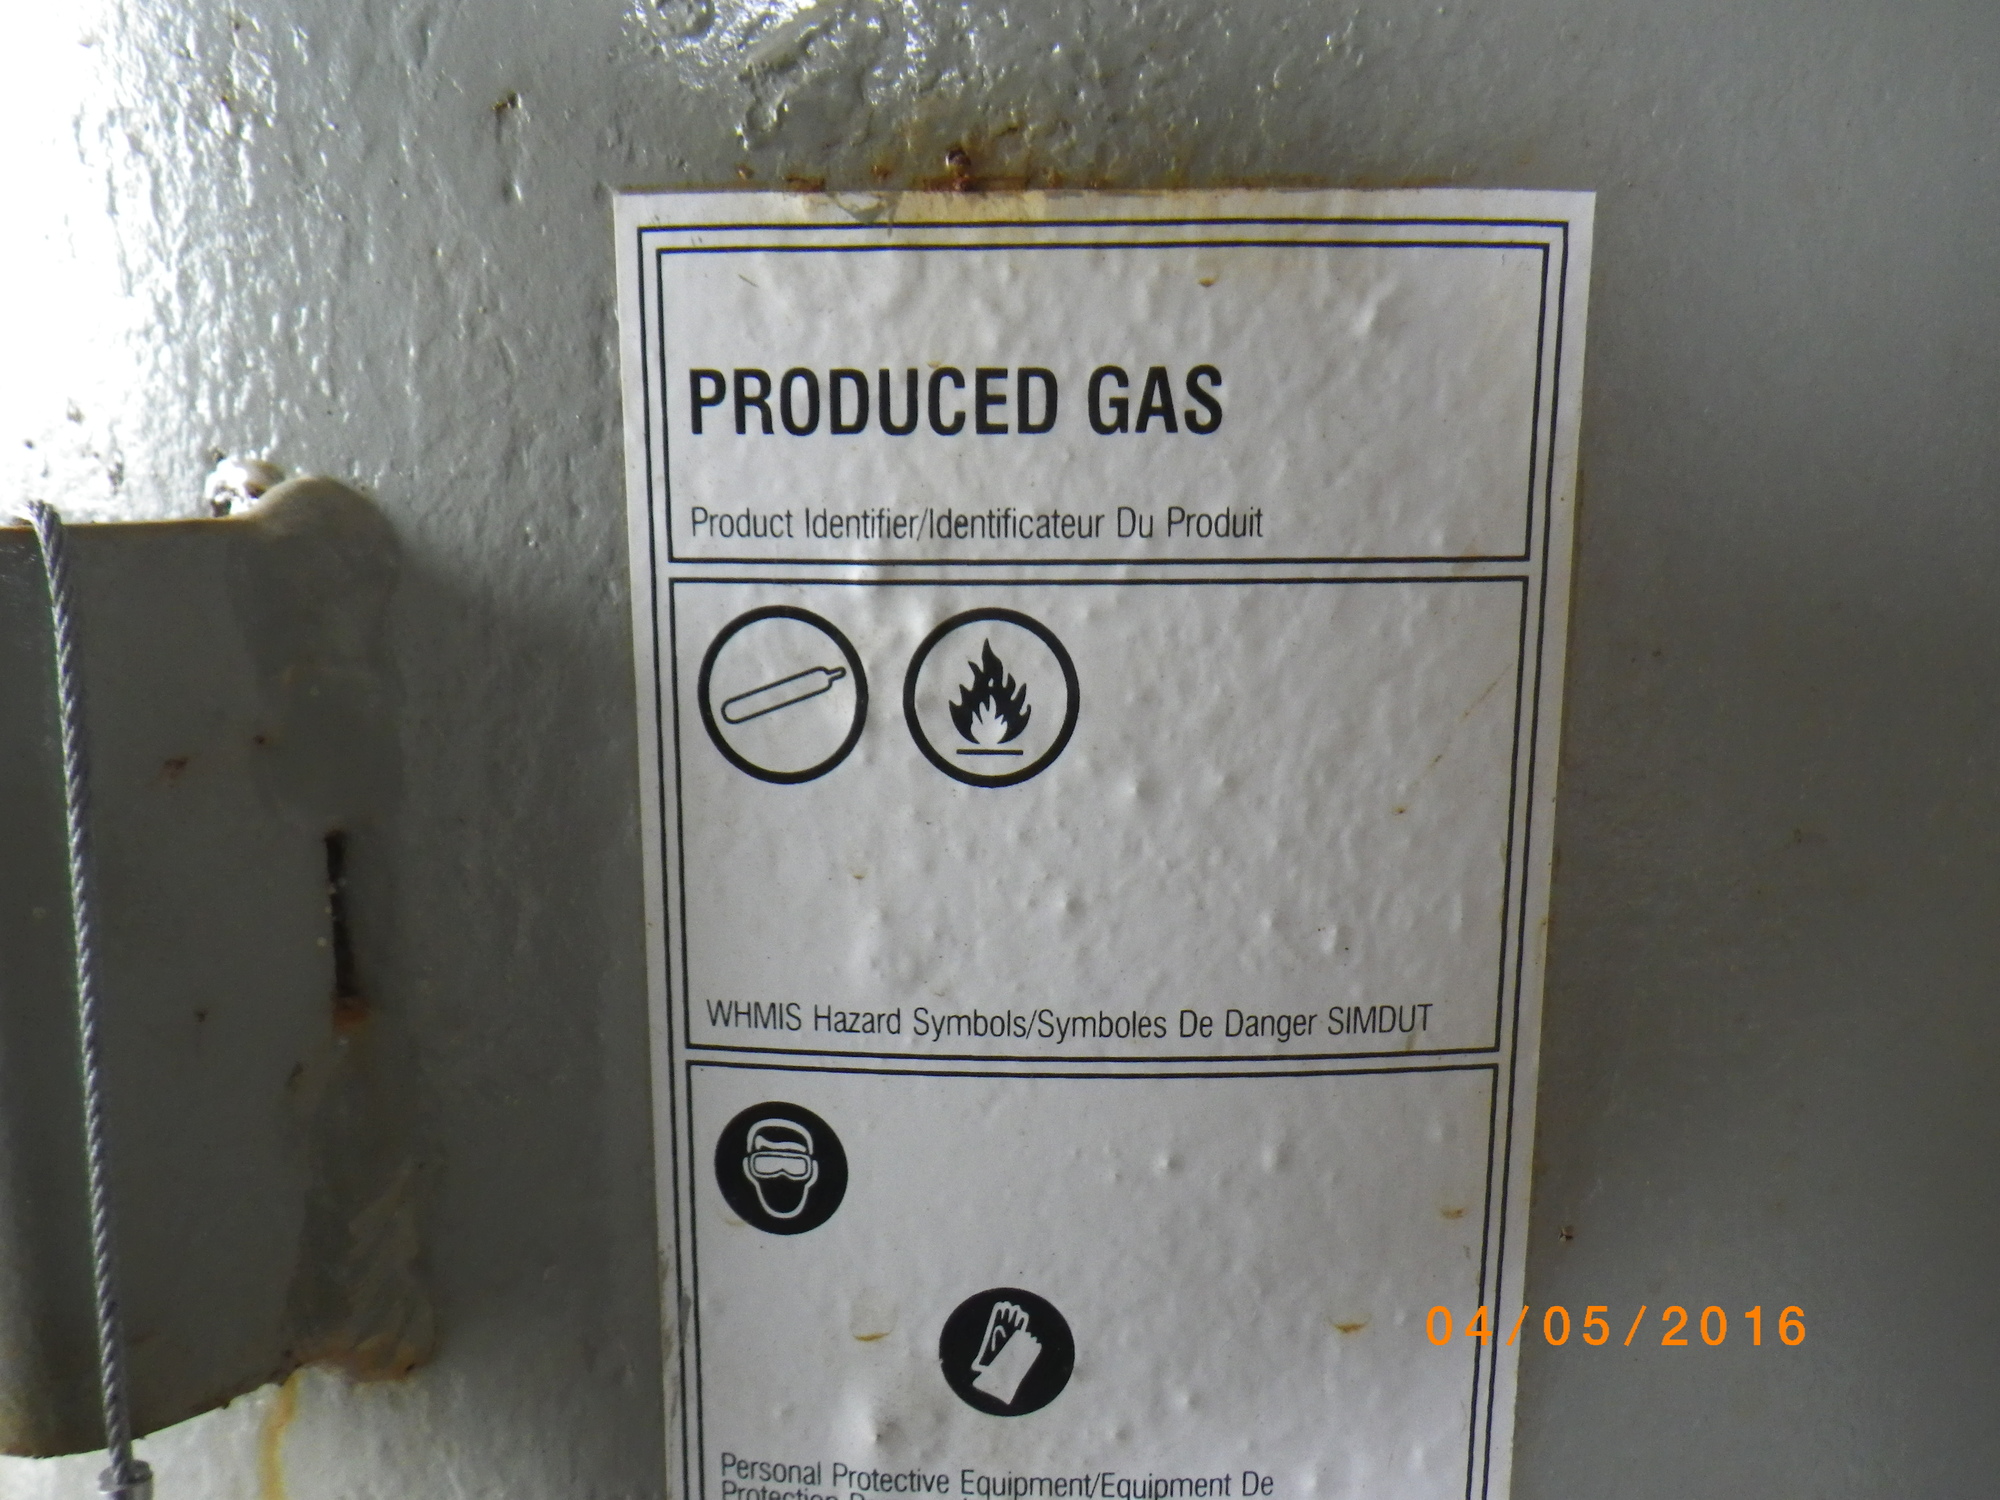 PRODUCED GAS
Product Identifier/Identificateur Du Produit
WHMIS Hazard Symbols/Symboles De Danger SIMDUT
04/05/2016
Personal Protective Equipment/Equipment De
Protection